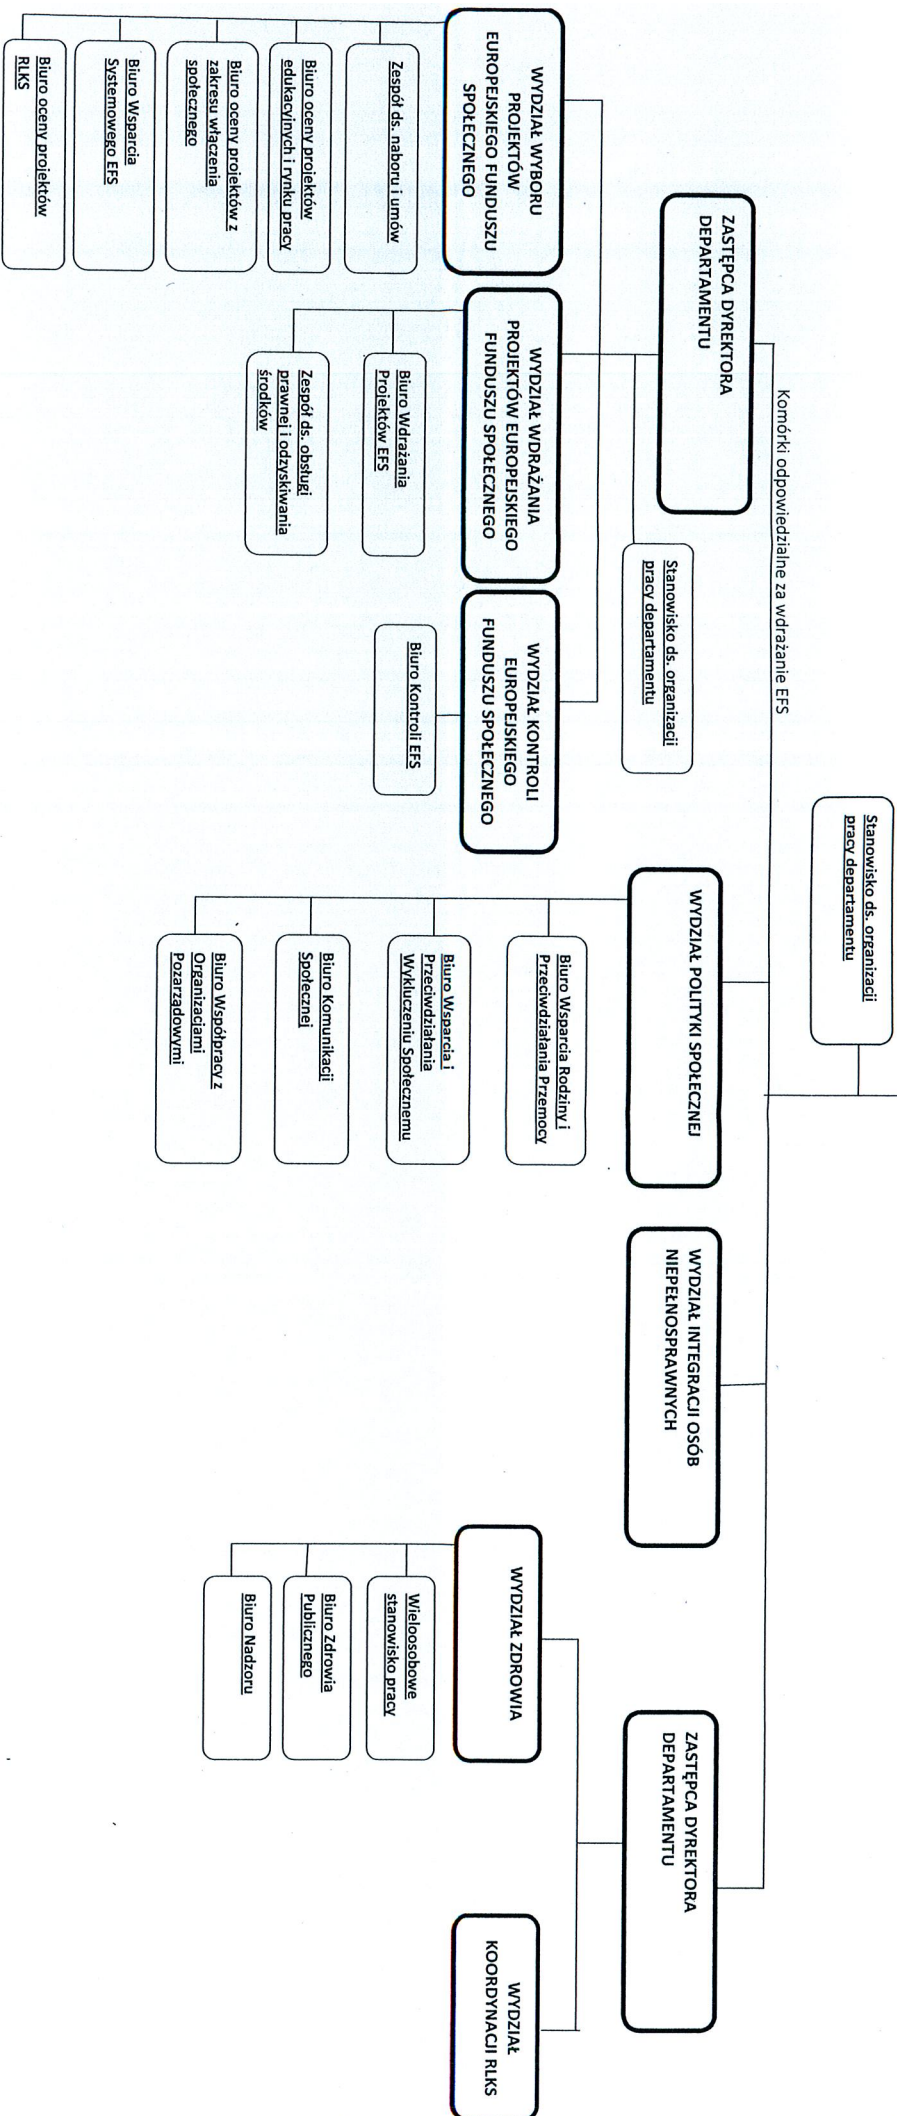 Stanowisko ds. organizacji
pracy departamentu
Komórki odpowiedzialne za wdrażanie EFS
ZASTĘPCA DYREKTORA
DEPARTAMENTU
Stanowisko ds. organizacji
pracy departamentu
WYDZIAŁ WYBORU
PROJEKTÓW
EUROPEJSKIEGO FUNDUSZU
SPOŁECZNEGO
Zespół ds. naboru i umów
Biuro oceny projektów
edukacyjnych i rynku pracy
Biuro oceny projektów z
zakresu włączenia
społecznego
Biuro Wsparcia
Systemowego EFS
Biuro oceny projektów
RLKS
WYDZIAŁ WDRAŻANIA
PROJEKTÓW EUROPEJSKIEGO
FUNDUSZU SPOŁECZNEGO
Biuro Wdrażania
Projektów EFS
Zespół ds. obsługi
prawnej i odzyskiwania
środków
WYDZIAŁ KONTROLI
EUROPEJSKIEGO
FUNDUSZU SPOŁECZNEGO
Biuro Kontroli EFS
WYDZIAŁ POLITYKI SPOŁECZNEJ
Biuro Wsparcia Rodziny i
Przeciwdziałania Przemocy
Biuro Wsparcia i
Przeciwdziałania
Wykluczeniu Społecznemu
Biuro Komunikacji
Społecznej
Biuro Współpracy z
Organizacjami
Pozarządowymi
WYDZIAŁ INTEGRACJI OSÓB
NIEPEŁNOSPRAWNYCH
ZASTĘPCA DYREKTORA
DEPARTAMENTU
WYDZIAŁ ZDROWIA
Wieloosobowe
stanowisko pracy
Biuro Zdrowia
Publicznego
Biuro Nadzoru
WYDZIAŁ
KOORDYNACJI RLKS